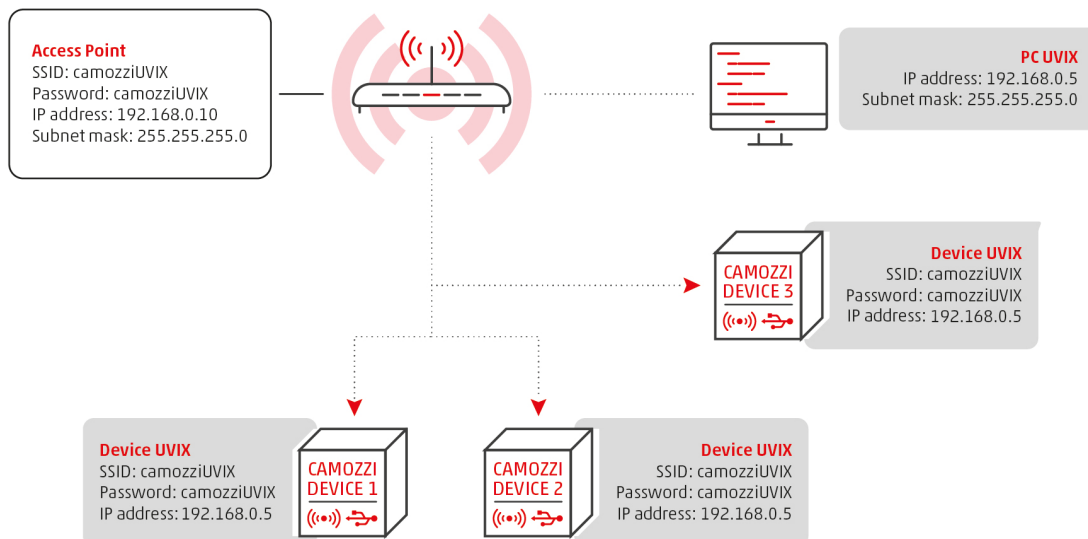 Access Point
SSID: camozziUVIX
Password: camozziUVIX
IP address: 192.168.0.10
Subnet mask: 255.255.255.0
PC UVIX
IP address: 192.168.0.5
Subnet mask: 255.255.255.0
CAMOZZI
DEVICE 3
Device UVIX
SSID: camozziUVIX
Password: camozziUVIX
IP address: 192.168.0.5
Device UVIX
SSID: camozziUVIX
Password: camozziUVIX
IP address: 192.168.0.5
CAMOZZI
DEVICE 1
CAMOZZI
DEVICE 2
Device UVIX
SSID: camozziUVIX
Password: camozziUVIX
IP address: 192.168.0.5